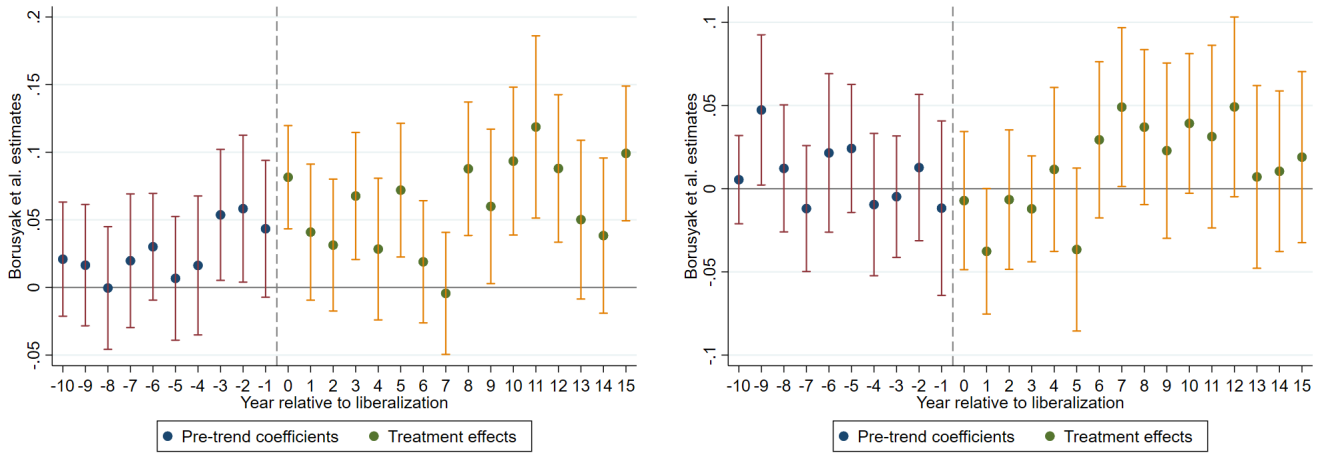 Borusyak et al. estimates
.2
.15
.1
.05
0
-.05
-10 -9 -8 -7 -6 -5 -4 -3 -2 -1 0 1 2 3 4 5 6 7 8 9 10 11 12 13 14 15
Year relative to liberalization
Pre-trend coefficients Treatment effects
Borusyak et al. estimates
.1
.05
0
-.05
-.1
-10 -9 -8 -7 -6 -5 -4 -3 -2 -1 0 1 2 3 4 5 6 7 8 9 10 11 12 13 14 15
Year relative to liberalization
Pre-trend coefficients Treatment effects